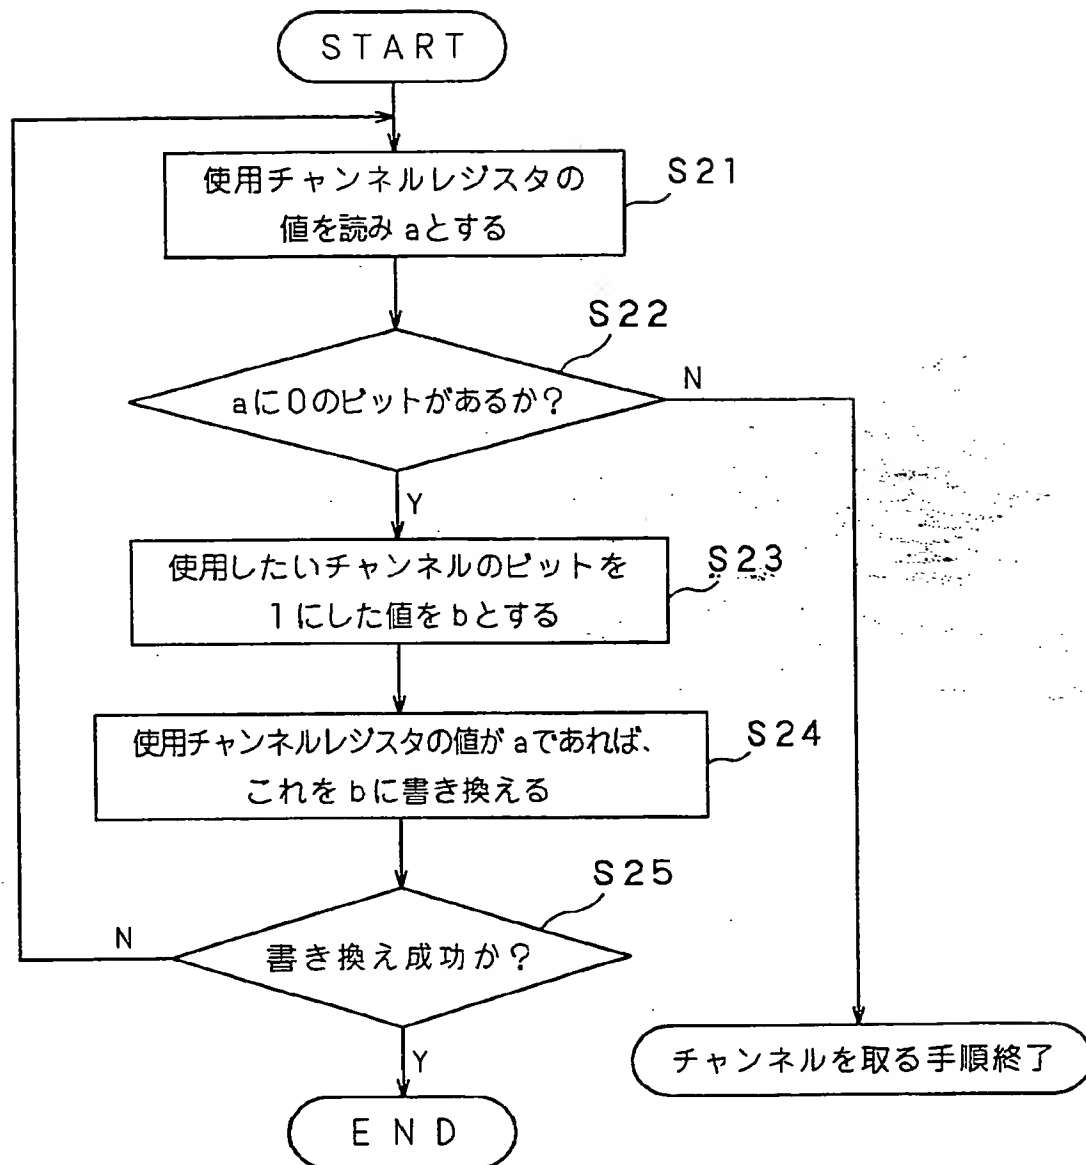 START
使用チャンネルレジスタの
値を読みaとする
S21
aに0のビットがあるか?
S22
N
Y
使用したいチャンネルのビットを
1にした値をbとする
S23
使用チャンネルレジスタの値がaであれば、
これをbに書き換える
S24
書き換え成功か?
S25
N
Y
チャンネルを取る手順終了
END